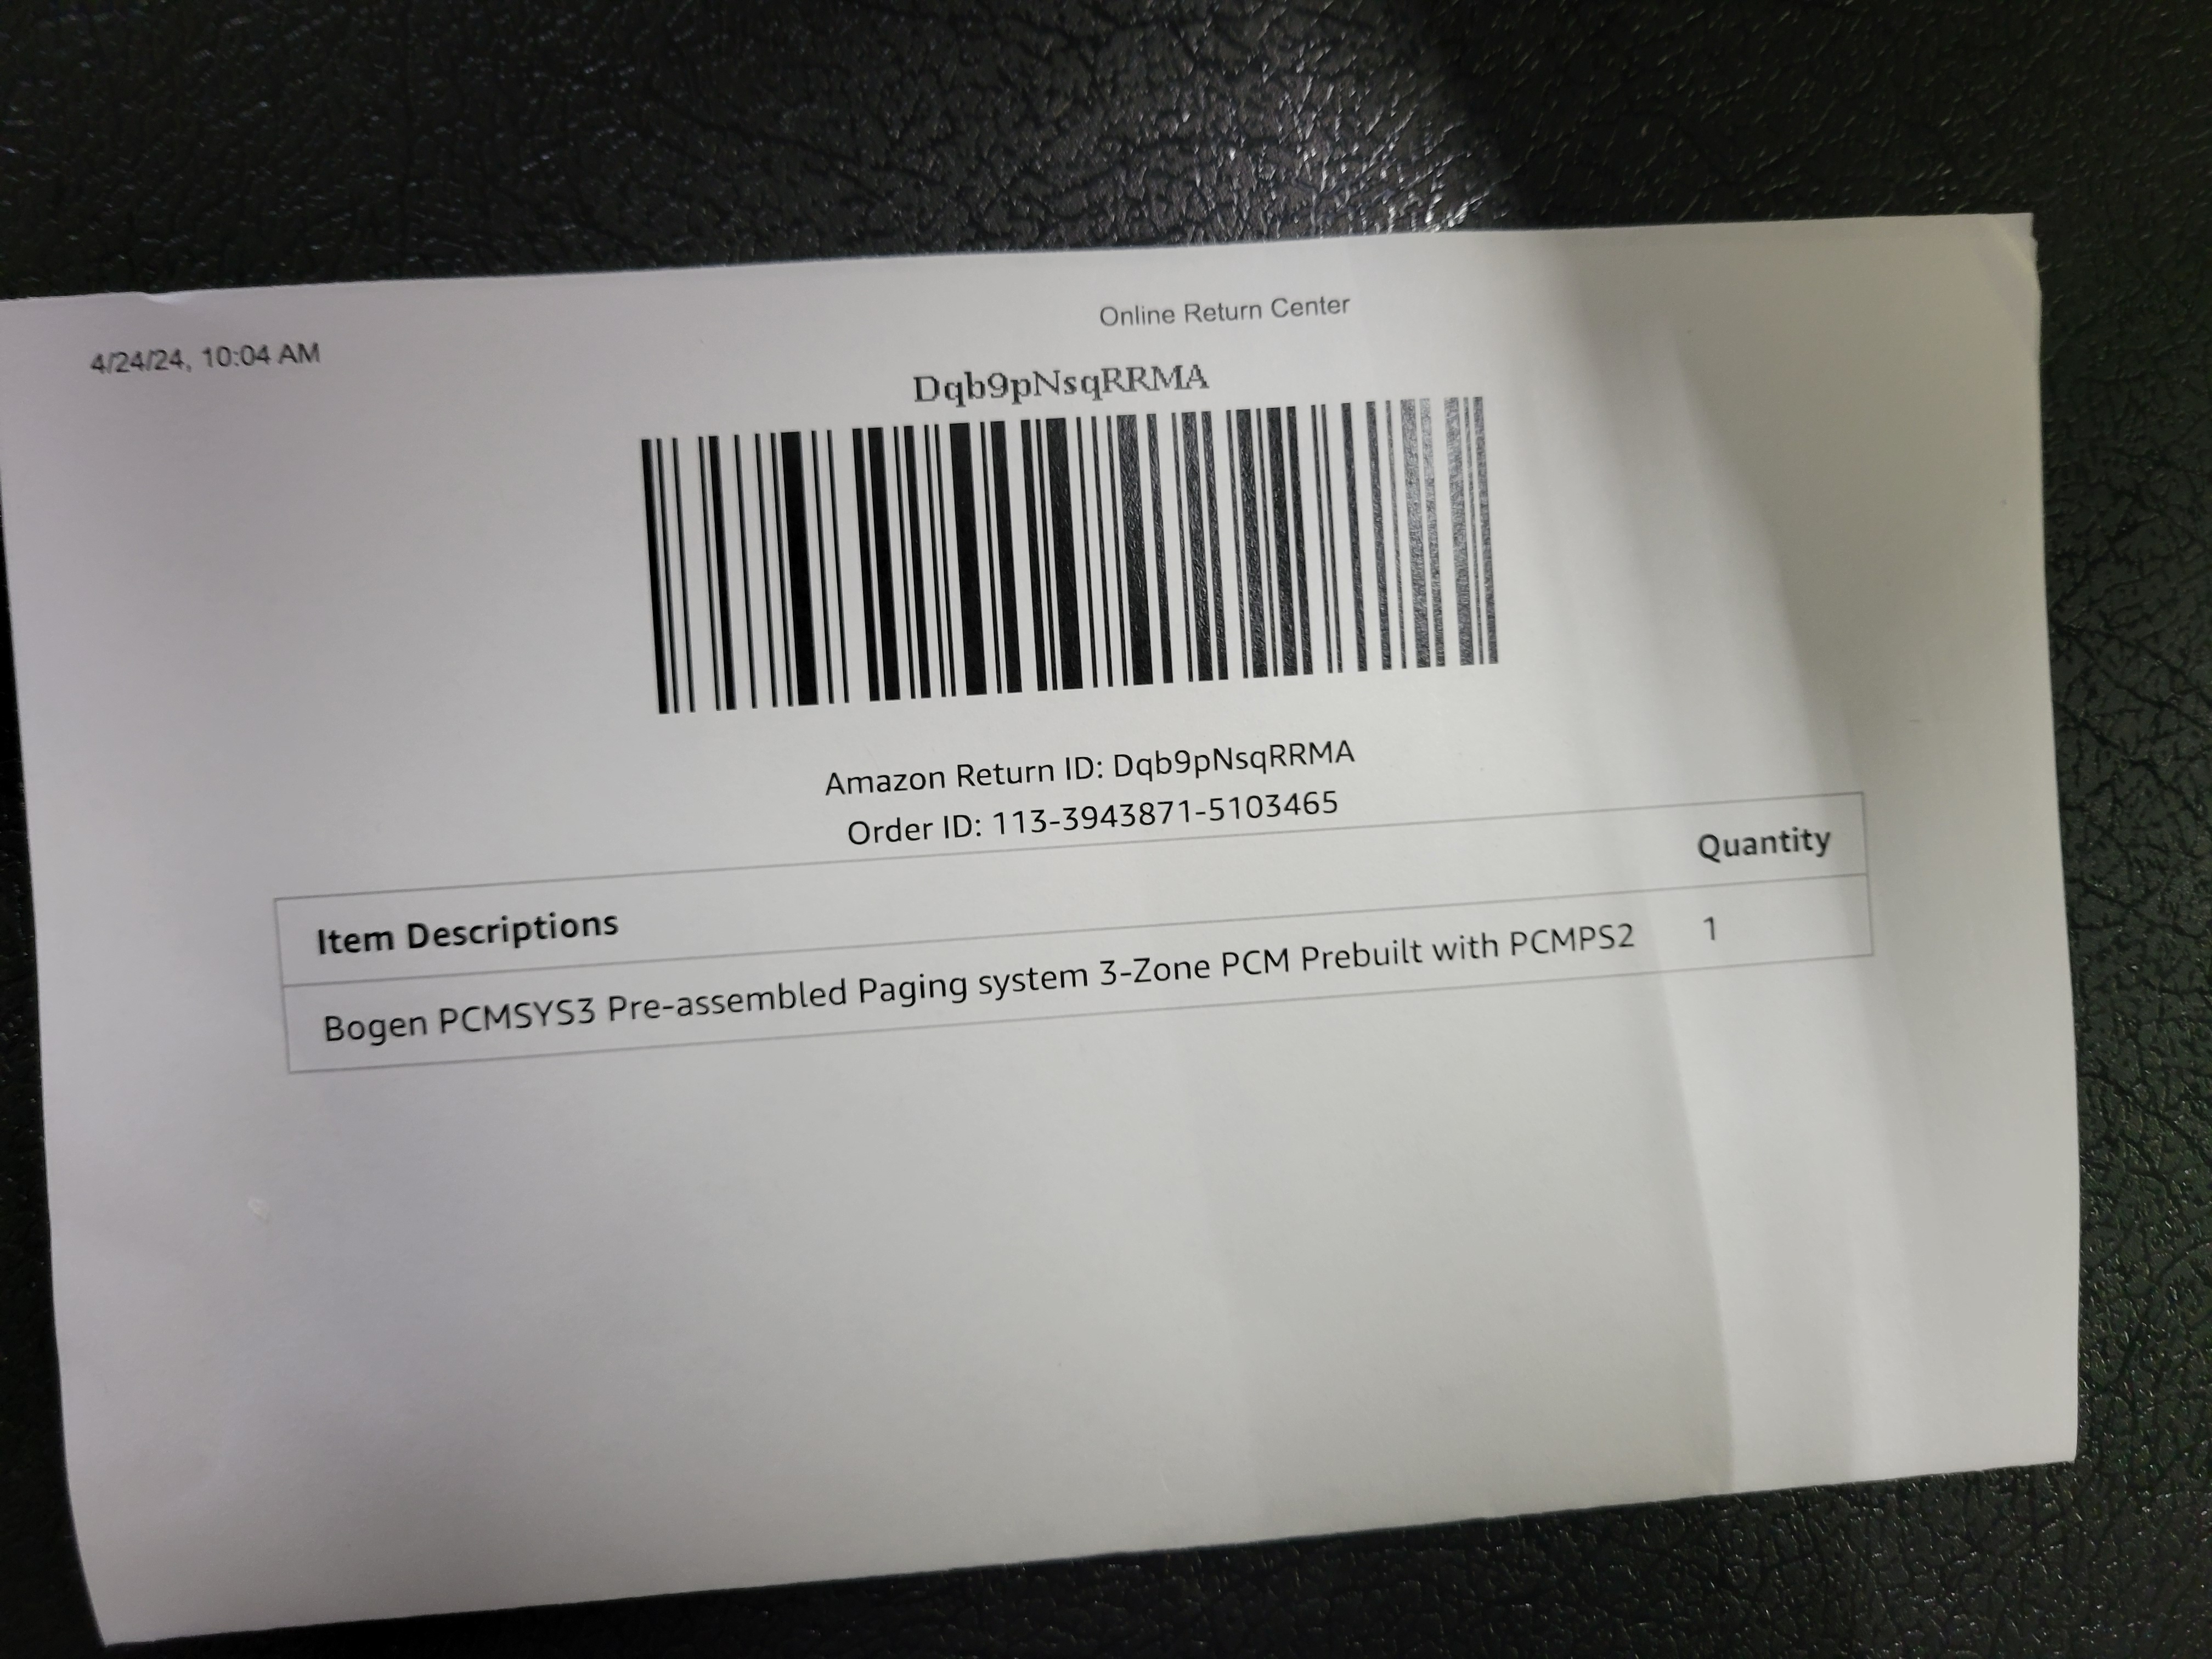 4/24/24, 10:04 AM
Online Return Center
Dqb9pNsqRRMA
Amazon Return ID: Dqb9pNsqRRMA
Order ID: 113-3943871-5103465
Item Descriptions Quantity
Bogen PCMSYS3 Pre-assembled Paging system 3-Zone PCM Prebuilt with PCMPS2 1